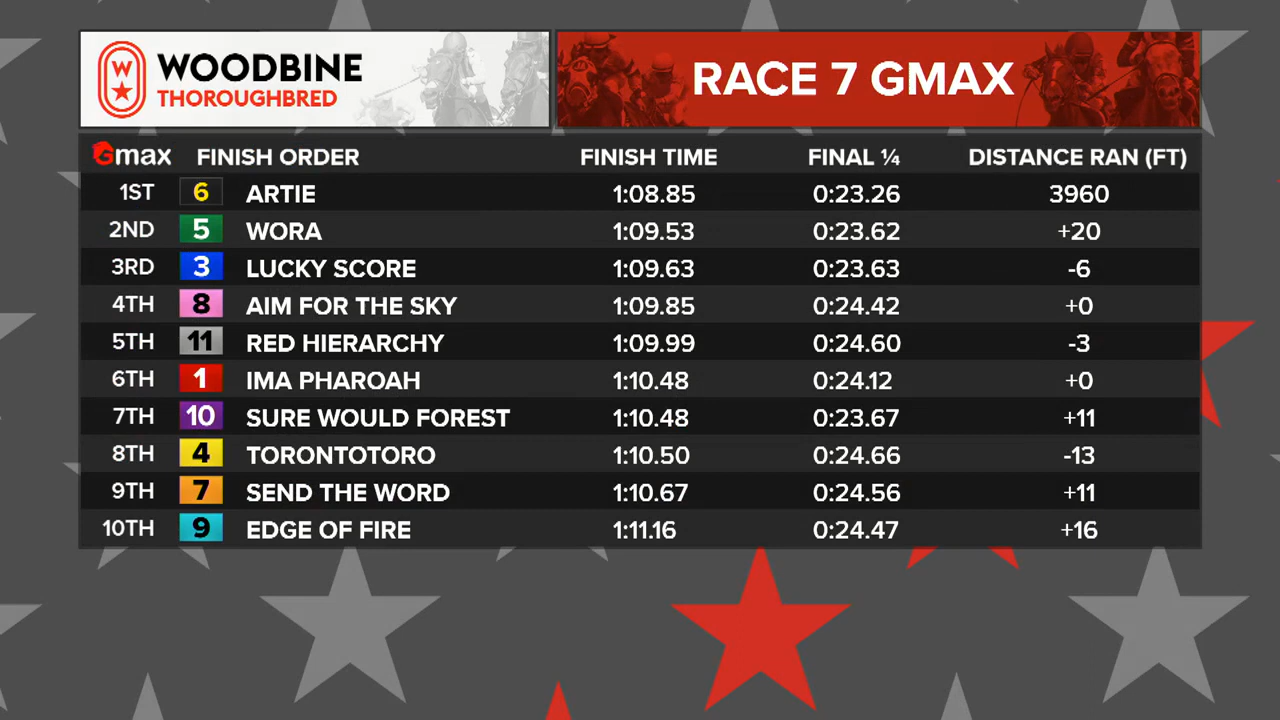 W
WOODBINE
THOROUGHBRED
RACE 7 GMAX
Gmax FINISH ORDER FINISH TIME FINAL ¼ DISTANCE RAN (FT)
1ST 6 ARTIE 1:08.85 0:23.26 3960
2ND 5 WORA 1:09.53 0:23.62 +20
3RD 3 LUCKY SCORE 1:09.63 0:23.63 -6
4TH 8 AIM FOR THE SKY 1:09.85 0:24.42 +0
5TH 11 RED HIERARCHY 1:09.99 0:24.60 -3
6TH 1 IMA PHAROAH 1:10.48 0:24.12 +0
7TH 10 SURE WOULD FOREST 1:10.48 0:23.67 +11
8TH 4 TORONTOTORO 1:10.50 0:24.66 -13
9TH 7 SEND THE WORD 1:10.67 0:24.56 +11
10TH 9 EDGE OF FIRE 1:11.16 0:24.47 +16